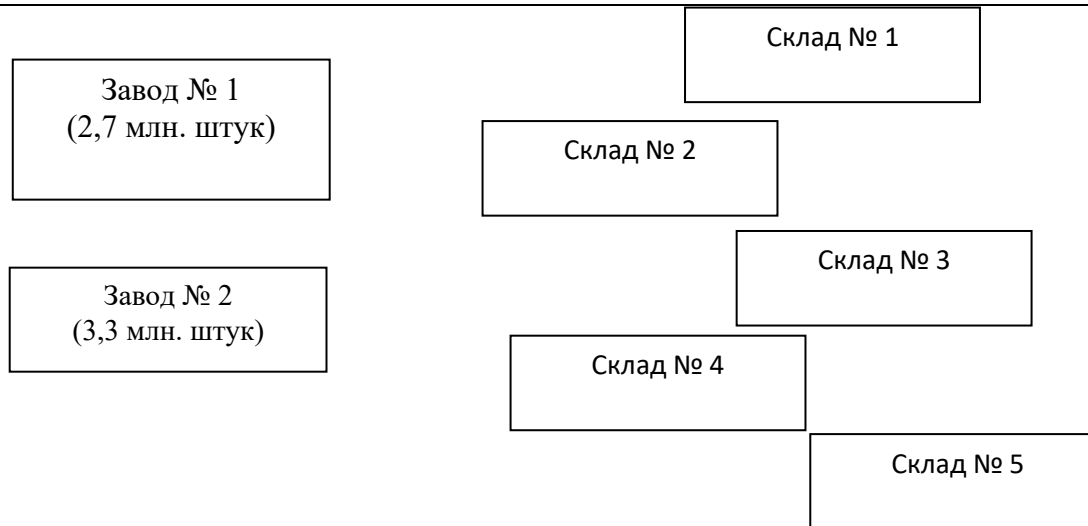 Склад № 1
Завод № 1
(2,7 млн. штук)
Склад № 2
Склад № 3
Завод № 2
(3,3 млн. штук)
Склад № 4
Склад № 5